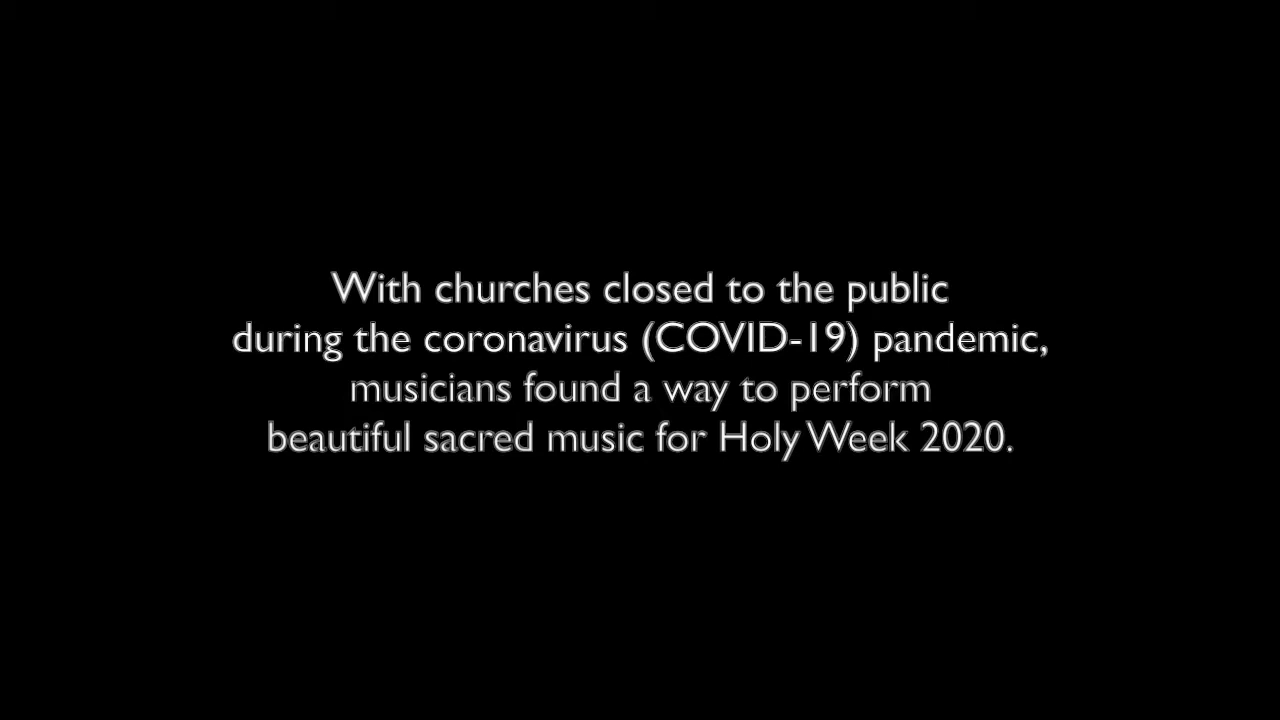 With churches closed to the public
during the coronavirus (COVID-19) pandemic,
musicians found a way to perform
beautiful sacred music for Holy Week 2020.